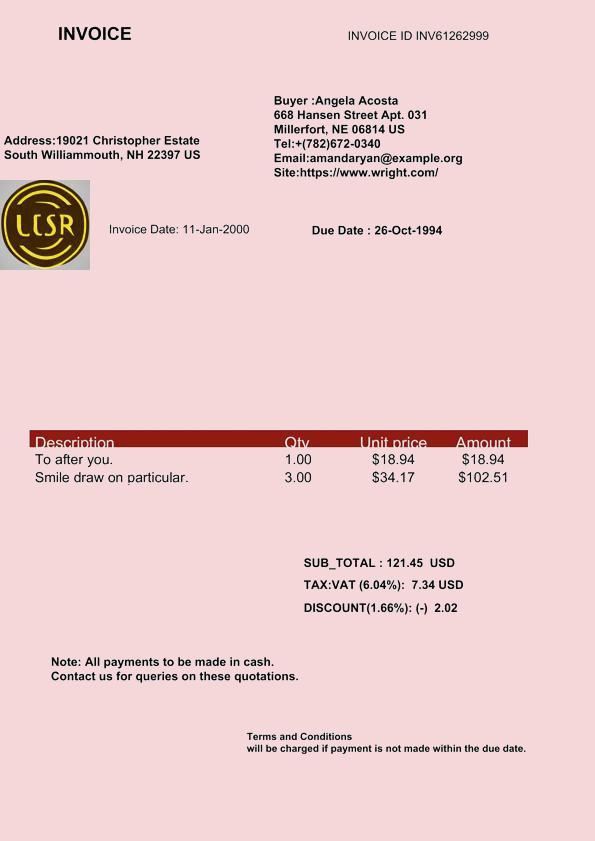 INVOICE
INVOICE ID INV61262999
Buyer :Angela Acosta
668 Hansen Street Apt. 031
Millerfort, NE 06814 US
Tel:+(782)672-0340
Email:amandaryan@example.org
Site:https://www.wright.com/
Address:19021 Christopher Estate
South Williammouth, NH 22397 US
LCSR
Invoice Date: 11-Jan-2000
Due Date : 26-Oct-1994
Description Qty Unit price Amount
To after you. 1.00 $18.94 $18.94
Smile draw on particular. 3.00 $34.17 $102.51
SUB_TOTAL : 121.45 USD
TAX:VAT (6.04%): 7.34 USD
DISCOUNT(1.66%): (-) 2.02
Note: All payments to be made in cash.
Contact us for queries on these quotations.
Terms and Conditions
will be charged if payment is not made within the due date.